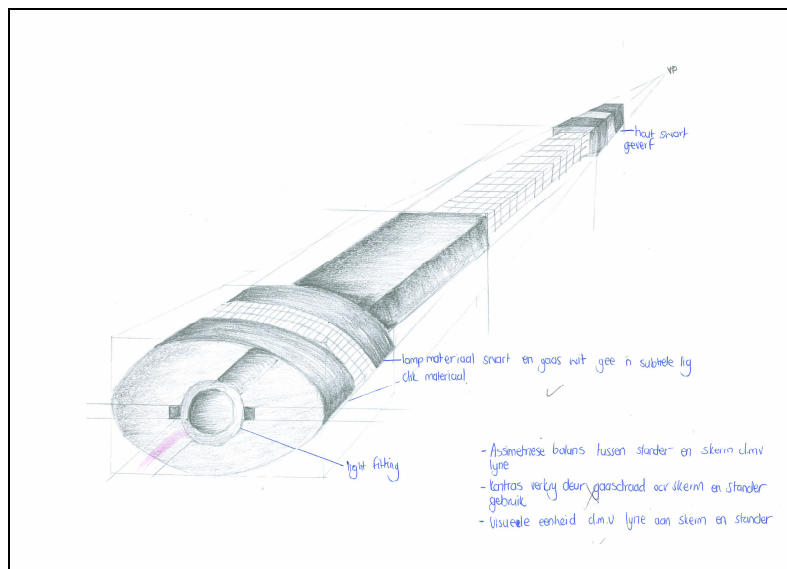 VP
hout swart
geverf
lamp materiaal swart en gaas wit gee 'n subtiele lig
dik materiaal
light fitting
- Assimetriese balans tussen stander en skerm d.m.v
lyne
- Kontras verkry deur gaasdraad oor skerm en stander
gebruik
- Visuele eenheid d.m.v lyne aan skerm en stander